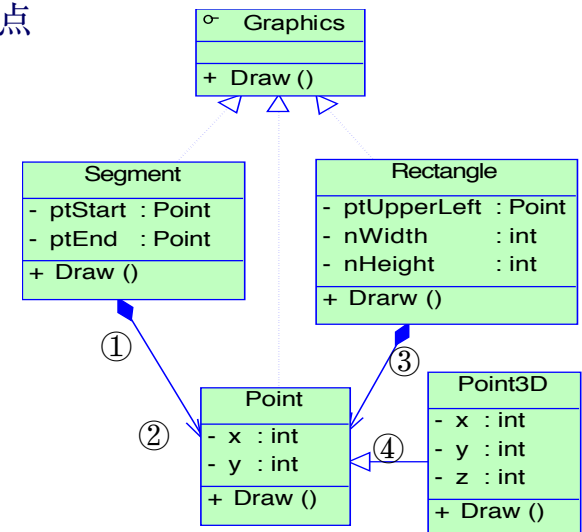 点
Graphics
+ Draw ()
Segment
- ptStart : Point
- ptEnd : Point
+ Draw ()
Rectangle
- ptUpperLeft : Point
- nWidth : int
- nHeight : int
+ Drarw ()
①
②
③
④
Point
- x : int
- y : int
+ Draw ()
Point3D
- x : int
- y : int
- z : int
+ Draw ()